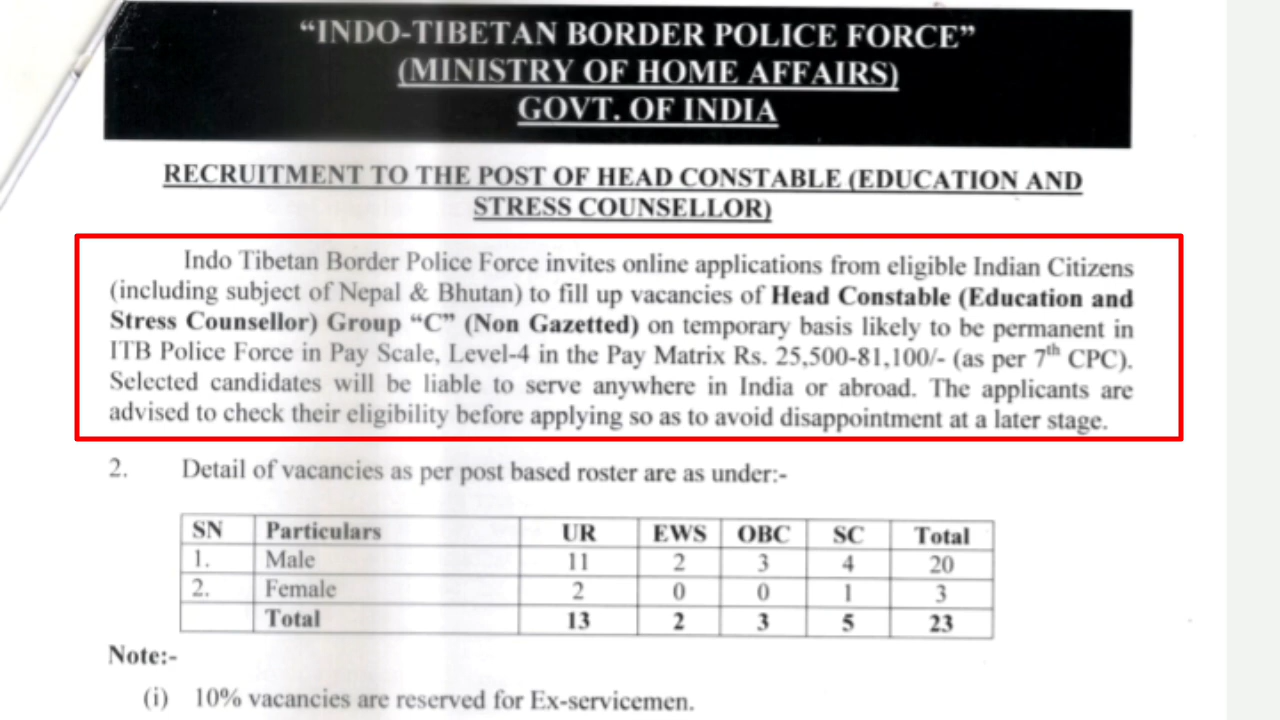 “INDO-TIBETAN BORDER POLICE FORCE”
(MINISTRY OF HOME AFFAIRS)
GOVT. OF INDIA
RECRUITMENT TO THE POST OF HEAD CONSTABLE (EDUCATION AND
STRESS COUNSELLOR)
Indo Tibetan Border Police Force invites online applications from eligible Indian Citizens
(including subject of Nepal & Bhutan) to fill up vacancies of Head Constable (Education and
Stress Counsellor) Group “C” (Non Gazetted) on temporary basis likely to be permanent in
ITB Police Force in Pay Scale, Level-4 in the Pay Matrix Rs. 25,500-81,100/- (as per 7th CPC).
Selected candidates will be liable to serve anywhere in India or abroad. The applicants are
advised to check their eligibility before applying so as to avoid disappointment at a later stage.
2. Detail of vacancies as per post based roster are as under:-
SN Particulars UR EWS OBC SC Total
1. Male 11 2 3 4 20
2. Female 2 0 0 1 3
Total 13 2 3 5 23
Note:-
(i) 10% vacancies are reserved for Ex-servicemen.